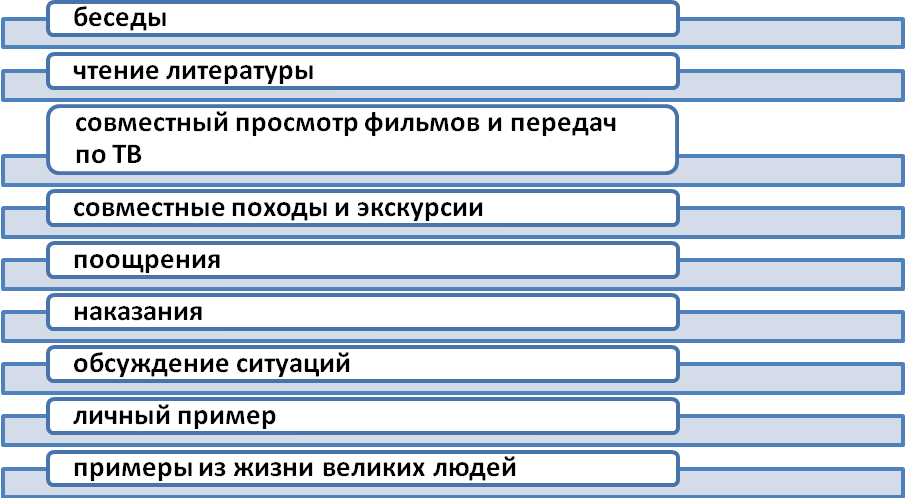 беседы
чтение литературы
совместный просмотр фильмов и передач
по ТВ
совместные походы и экскурсии
поощрения
наказания
обсуждение ситуаций
личный пример
примеры из жизни великих людей